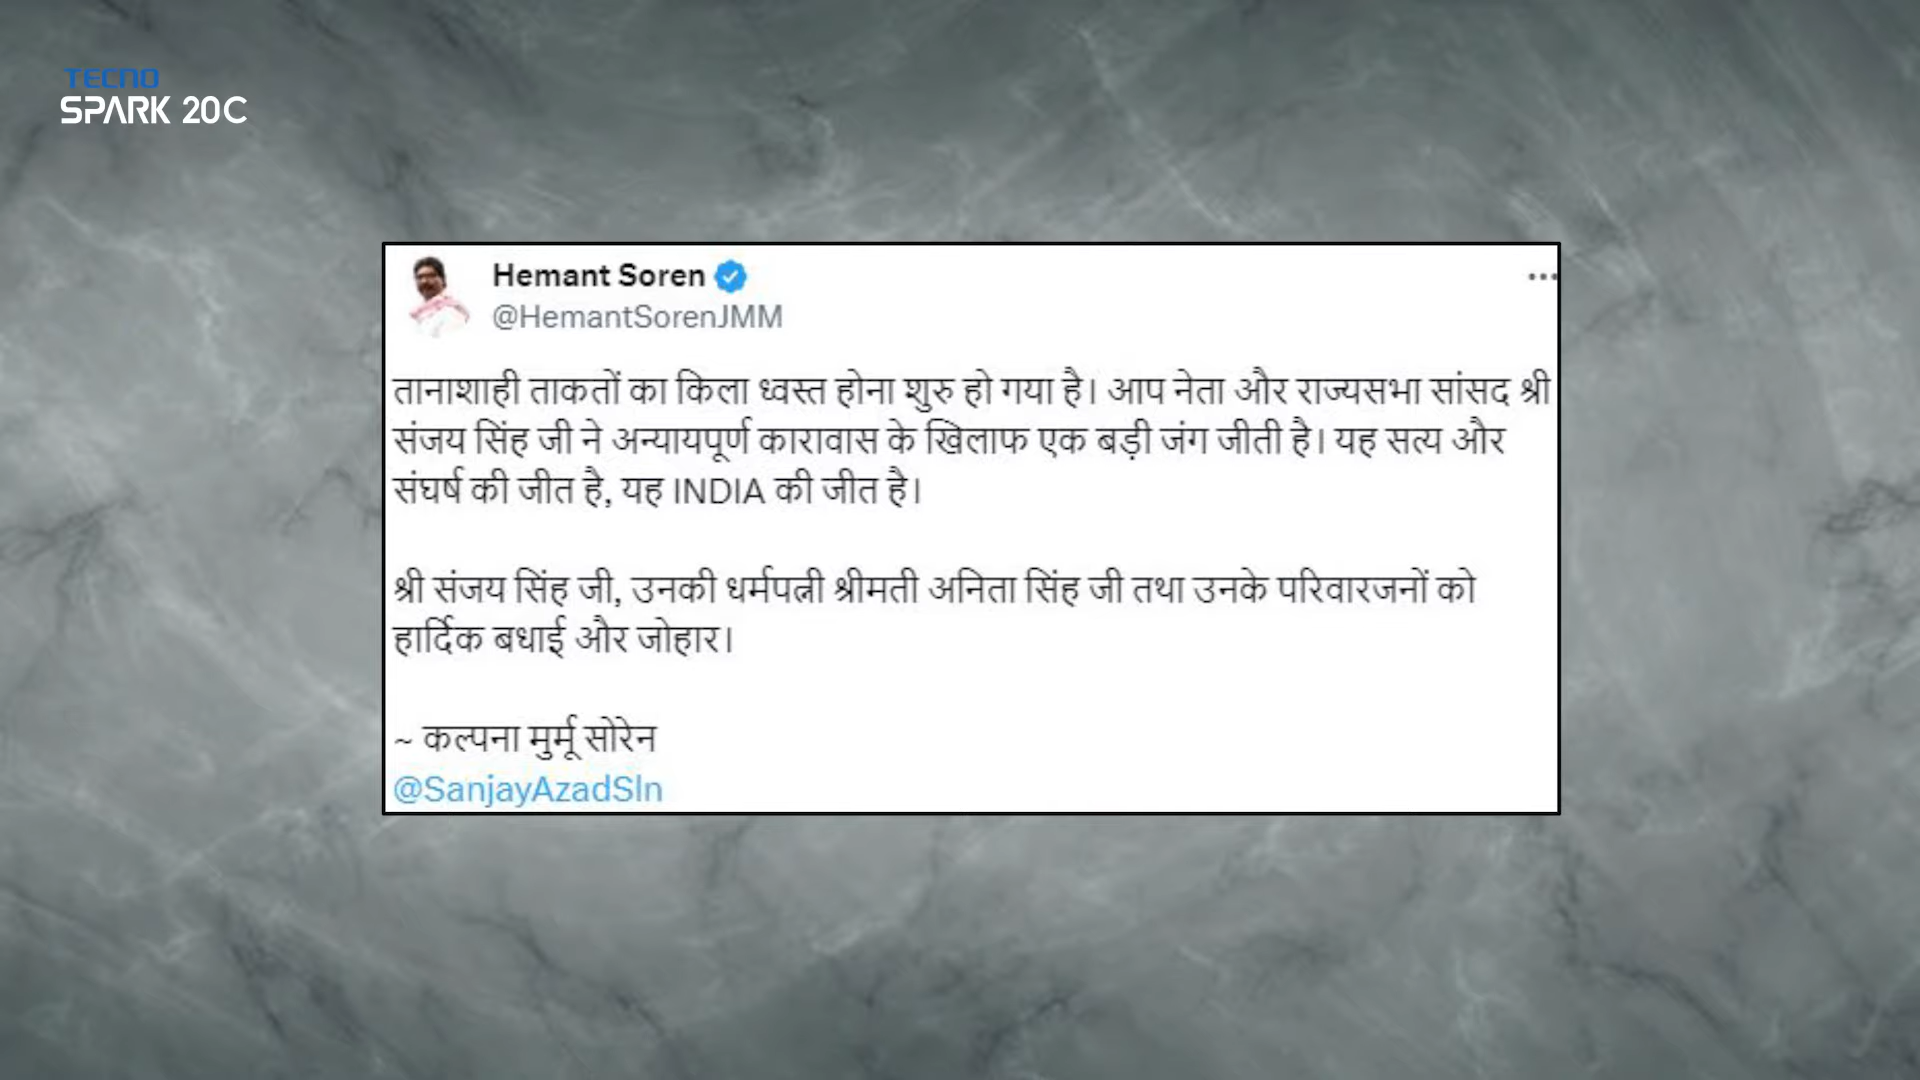 TECNO
SPARK 20C
Hemant Soren
@HemantSorenJMM
तानाशाही ताकतों का किला ध्वस्त होना शुरु हो गया है। आप नेता और राज्यसभा सांसद श्री
संजय सिंह जी ने अन्यायपूर्ण कारावास के खिलाफ एक बड़ी जंग जीती है। यह सत्य और
संघर्ष की जीत है, यह INDIA की जीत है।
श्री संजय सिंह जी, उनकी धर्मपत्नी श्रीमती अनिता सिंह जी तथा उनके परिवारजनों को
हार्दिक बधाई और जोहार।
~ कल्पना मुर्मू सोरेन
@SanjayAzadSln